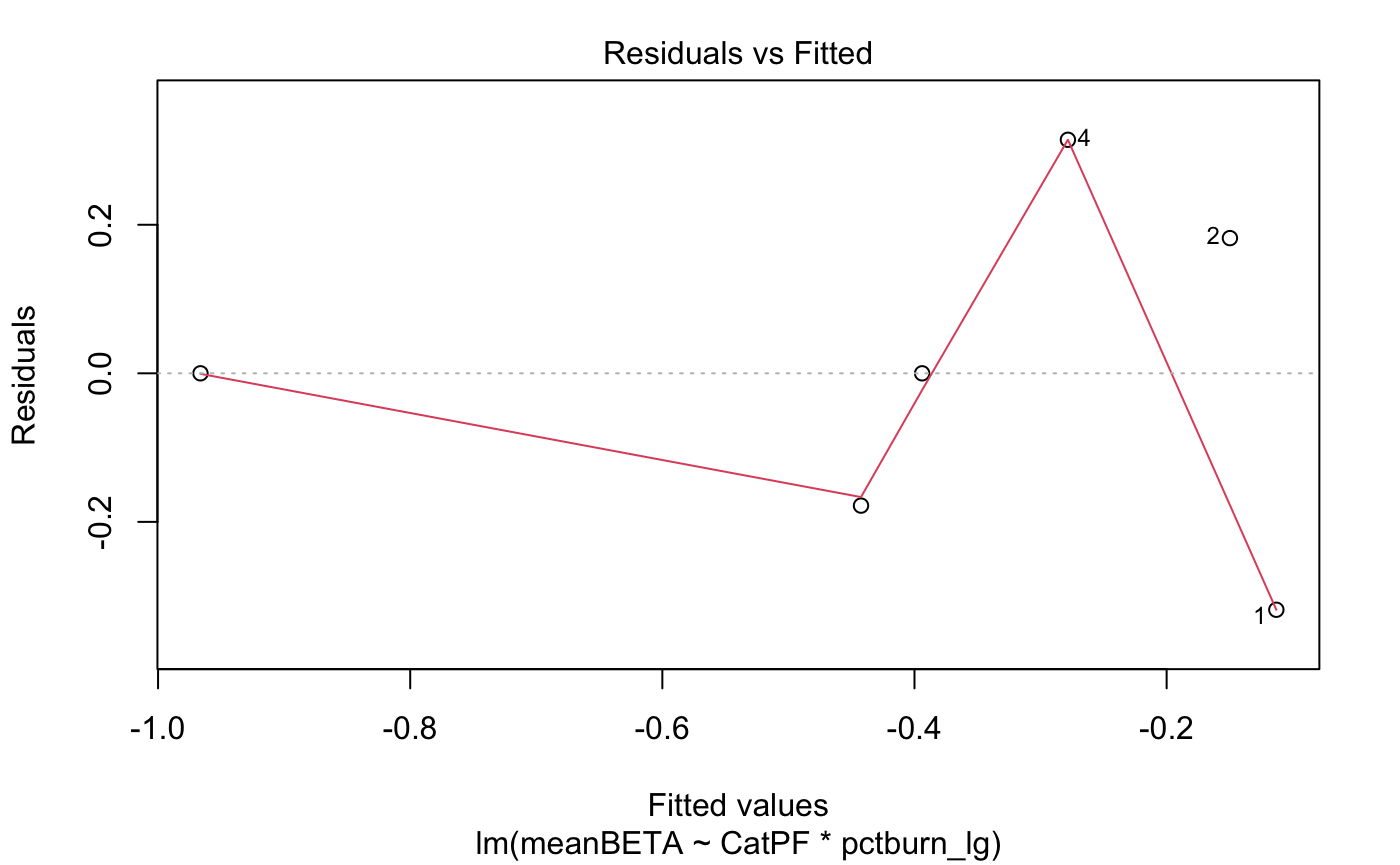 Residuals vs Fitted
Residuals
0.2
0.0
-0.2
4
2
1
-1.0 -0.8 -0.6 -0.4 -0.2
Fitted values
lm(meanBETA ~ CatPF * pctburn_lg)